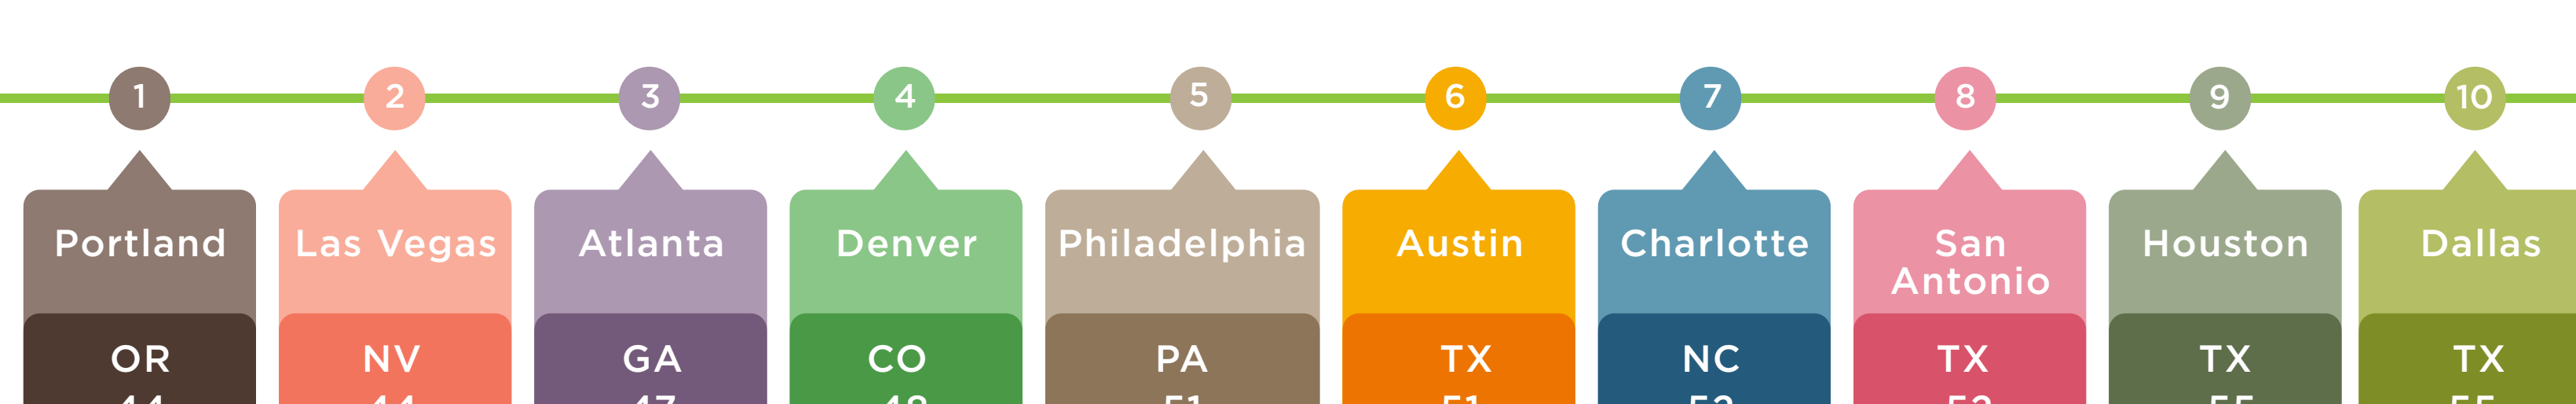 1 2 3 4 5 6 7 8 9 10
Portland Las Vegas Atlanta Denver Philadelphia Austin Charlotte San Antonio Houston Dallas
OR NV GA CO PA TX NC TX TX TX